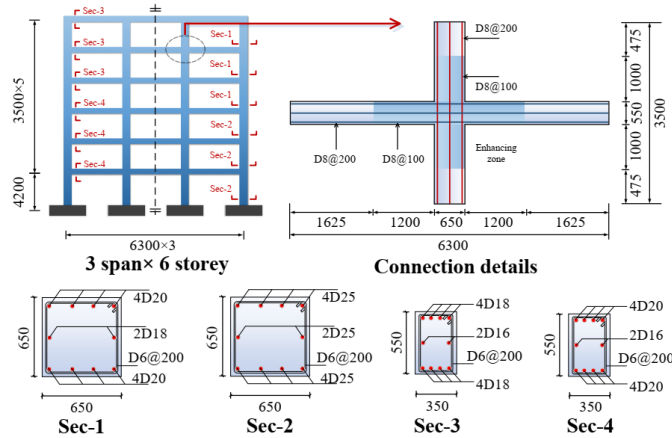 Sec-3
Sec-3
Sec-3
Sec-4
Sec-4
Sec-4
Sec-1
Sec-1
Sec-1
Sec-2
Sec-2
Sec-2
3500×5
4200
6300×3
3 span× 6 storey
D8@200
D8@100
D8@200
D8@100
Enhancing
zone
475
1000
550
1000
475
3500
1625
1200
650
1200
1625
6300
Connection details
650
4D20
2D18
D6@200
4D20
650
Sec-1
650
4D25
2D25
D6@200
4D25
650
Sec-2
550
4D18
2D16
D6@200
4D18
350
Sec-3
550
4D20
2D16
D6@200
4D20
350
Sec-4